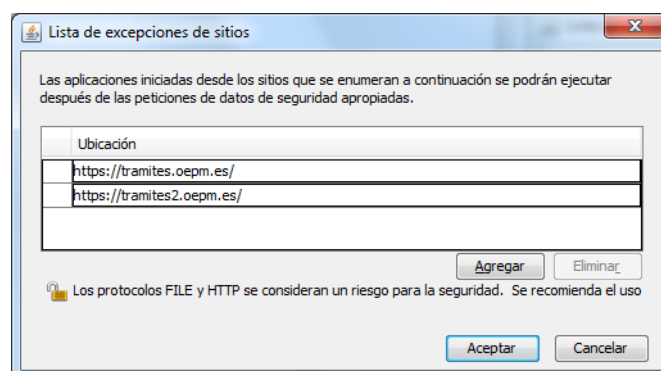 Lista de excepciones de sitios
Las aplicaciones iniciadas desde los sitios que se enumeran a continuación se podrán ejecutar
después de las peticiones de datos de seguridad apropiadas.
Ubicación
https://tramites.oepm.es/
https://tramites2.oepm.es/
Agregar Eliminar
Los protocolos FILE y HTTP se consideran un riesgo para la seguridad. Se recomienda el uso
Aceptar Cancelar